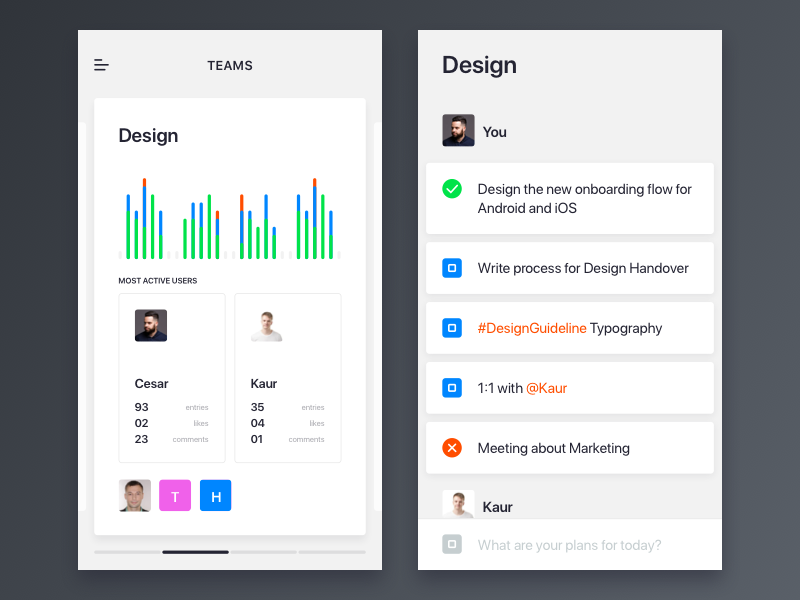 TEAMS
Design
MOST ACTIVE USERS
Cesar
93 entries
02 likes
23 comments
Kaur
35 entries
04 likes
01 comments
T
H
Design
You
Design the new onboarding flow for
Android and iOS
Write process for Design Handover
#DesignGuideline Typography
1:1 with @Kaur
Meeting about Marketing
Kaur
What are your plans for today?